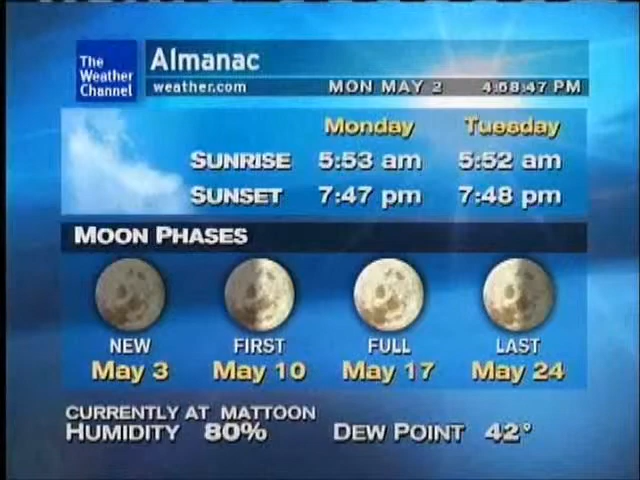 The
Weather
Channel
Almanac
weather.com MON MAY 2 4:58:47 PM
Monday Tuesday
SUNRISE 5:53 am 5:52 am
SUNSET 7:47 pm 7:48 pm
MOON PHASES
NEW FIRST FULL LAST
May 3 May 10 May 17 May 24
CURRENTLY AT MATTOON
HUMIDITY 80% DEW POINT 42°